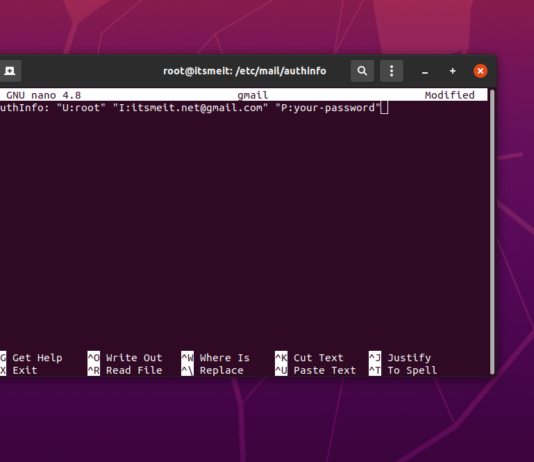 root@itsmeit: /etc/mail/authinfo
GNU nano 4.8 gmail Modified
uthInfo: "U:root" "I:itsmeit.net@gmail.com" "P:your-password"
G Get Help ^O Write Out ^W Where Is ^K Cut Text ^J Justify
X Exit ^R Read File ^\ Replace ^U Paste Text ^T To Spell